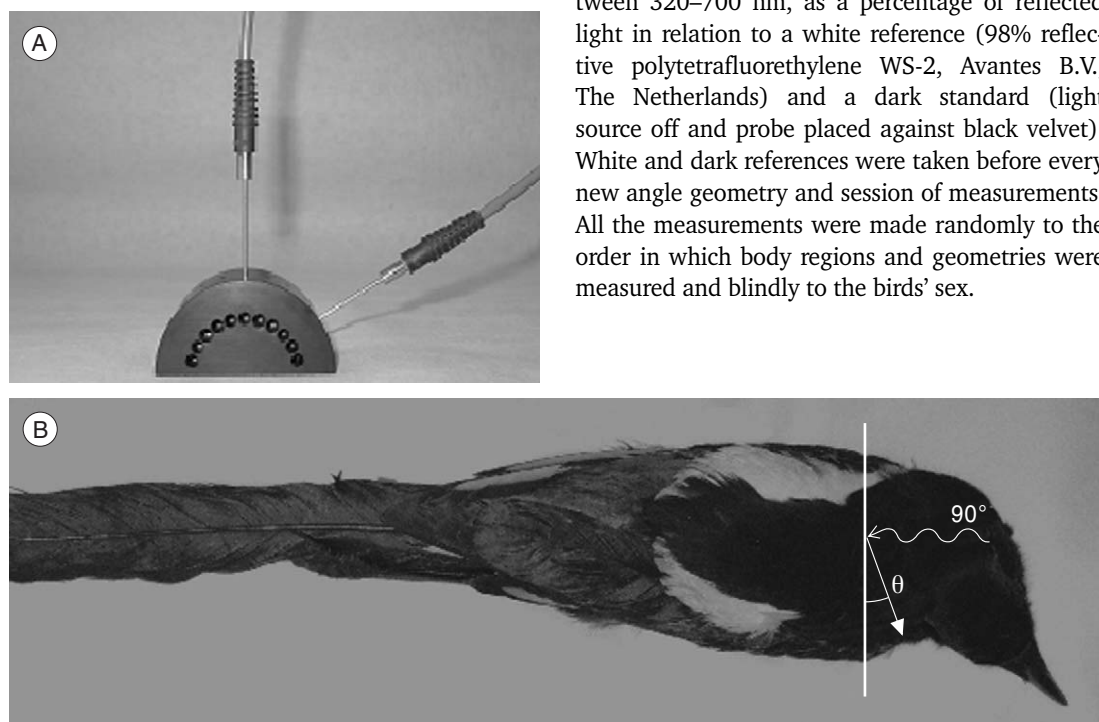 A
tween 320–700 nm, as a percentage of reflected
light in relation to a white reference (98% reflec-
tive polytetrafluorethylene WS-2, Avantes B.V.
The Netherlands) and a dark standard (light
source off and probe placed against black velvet)
White and dark references were taken before every
new angle geometry and session of measurements
All the measurements were made randomly to the
order in which body regions and geometries were
measured and blindly to the birds’ sex.
B
90°
θ